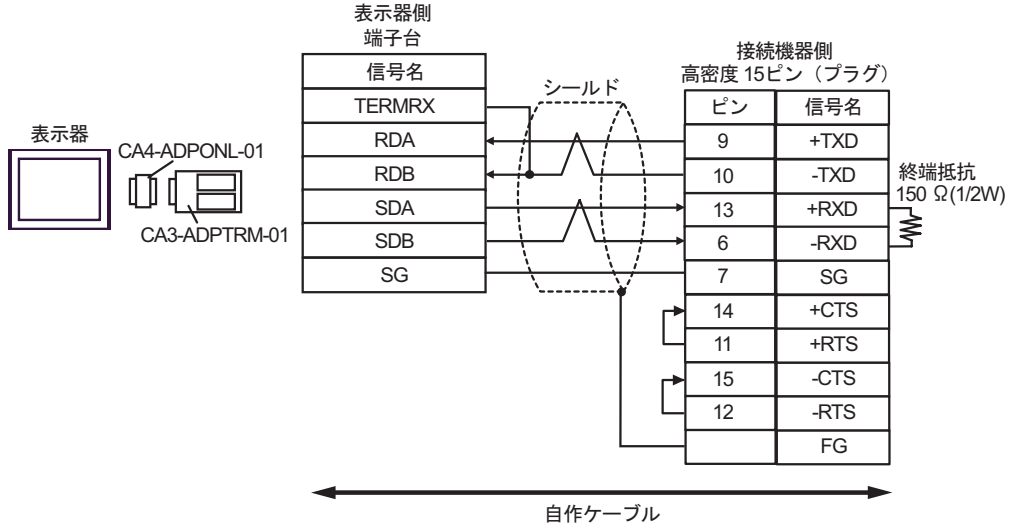 表示器
CA4-ADPONL-01
CA3-ADPTRM-01
表示器側
端子台
信号名
TERMRX
RDA
RDB
SDA
SDB
SG
シールド
接続機器側
高密度 15ピン（プラグ）
ピン 信号名
9 +TXD
10 -TXD
13 +RXD
6 -RXD
7 SG
14 +CTS
11 +RTS
15 -CTS
12 -RTS
FG
終端抵抗
150 Ω(1/2W)
自作ケーブル